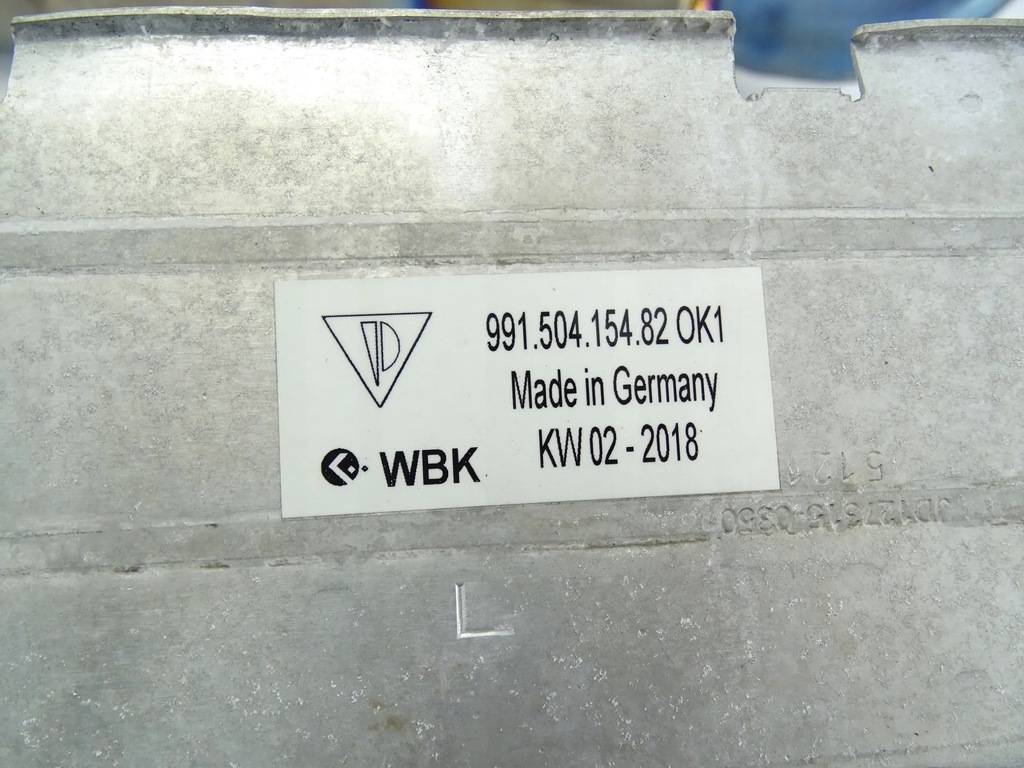 991.504.154.82 OK1
Made in Germany
KW 02 - 2018
WBK
L